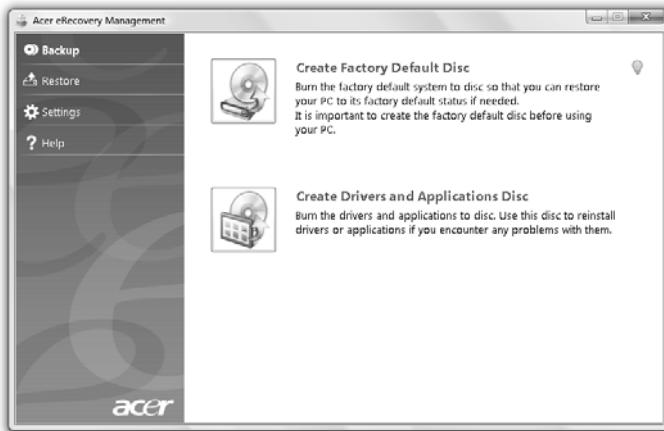 Acer eRecovery Management
Backup
Restore
Settings
? Help
Create Factory Default Disc
Burn the factory default system to disc so that you can restore
your PC to its factory default status if needed.
It is important to create the factory default disc before using
your PC.
Create Drivers and Applications Disc
Burn the drivers and applications to disc. Use this disc to reinstall
drivers or applications if you encounter any problems with them.
acer